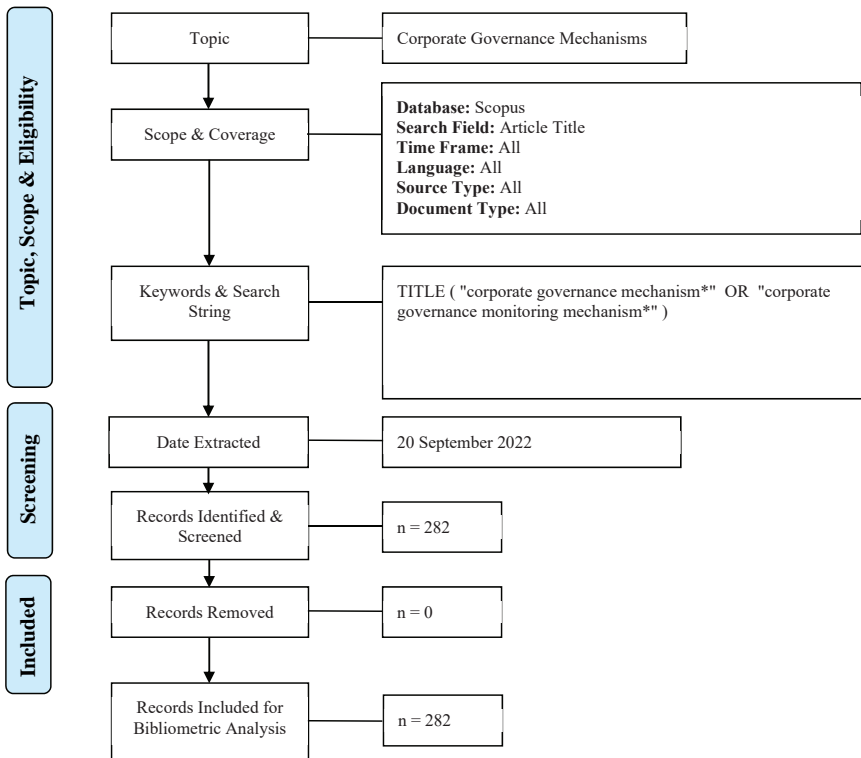 Topic, Scope & Eligibility
Topic
Corporate Governance Mechanisms
Scope & Coverage
Database: Scopus
Search Field: Article Title
Time Frame: All
Language: All
Source Type: All
Document Type: All
Keywords & Search
String
TITLE ( "corporate governance mechanism*" OR "corporate
governance monitoring mechanism*" )
Screening
Date Extracted
20 September 2022
Records Identified &
Screened
n = 282
Included
Records Removed
n = 0
Records Included for
Bibliometric Analysis
n = 282